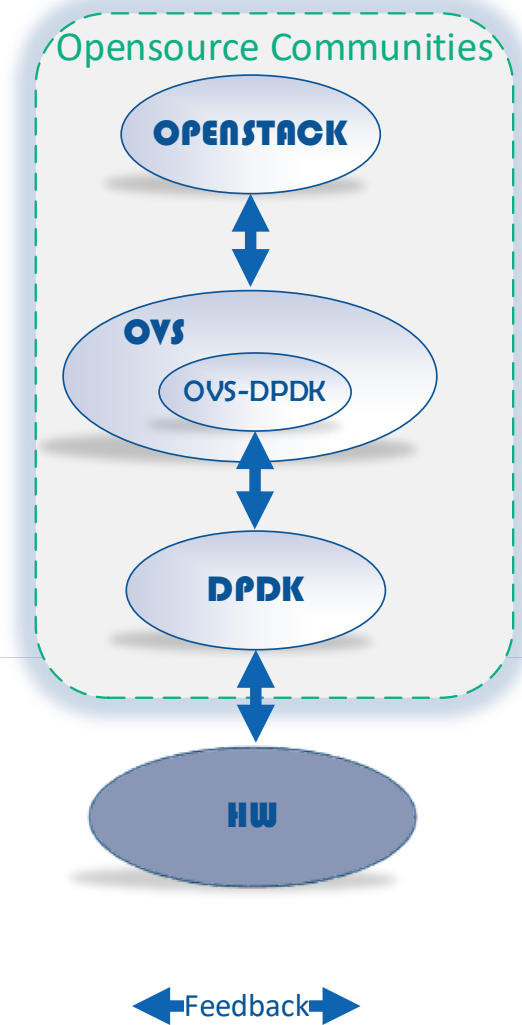 Opensource Communities
OPENSTACK
OVS
OVS-DPDK
DPDK
HW
Feedback